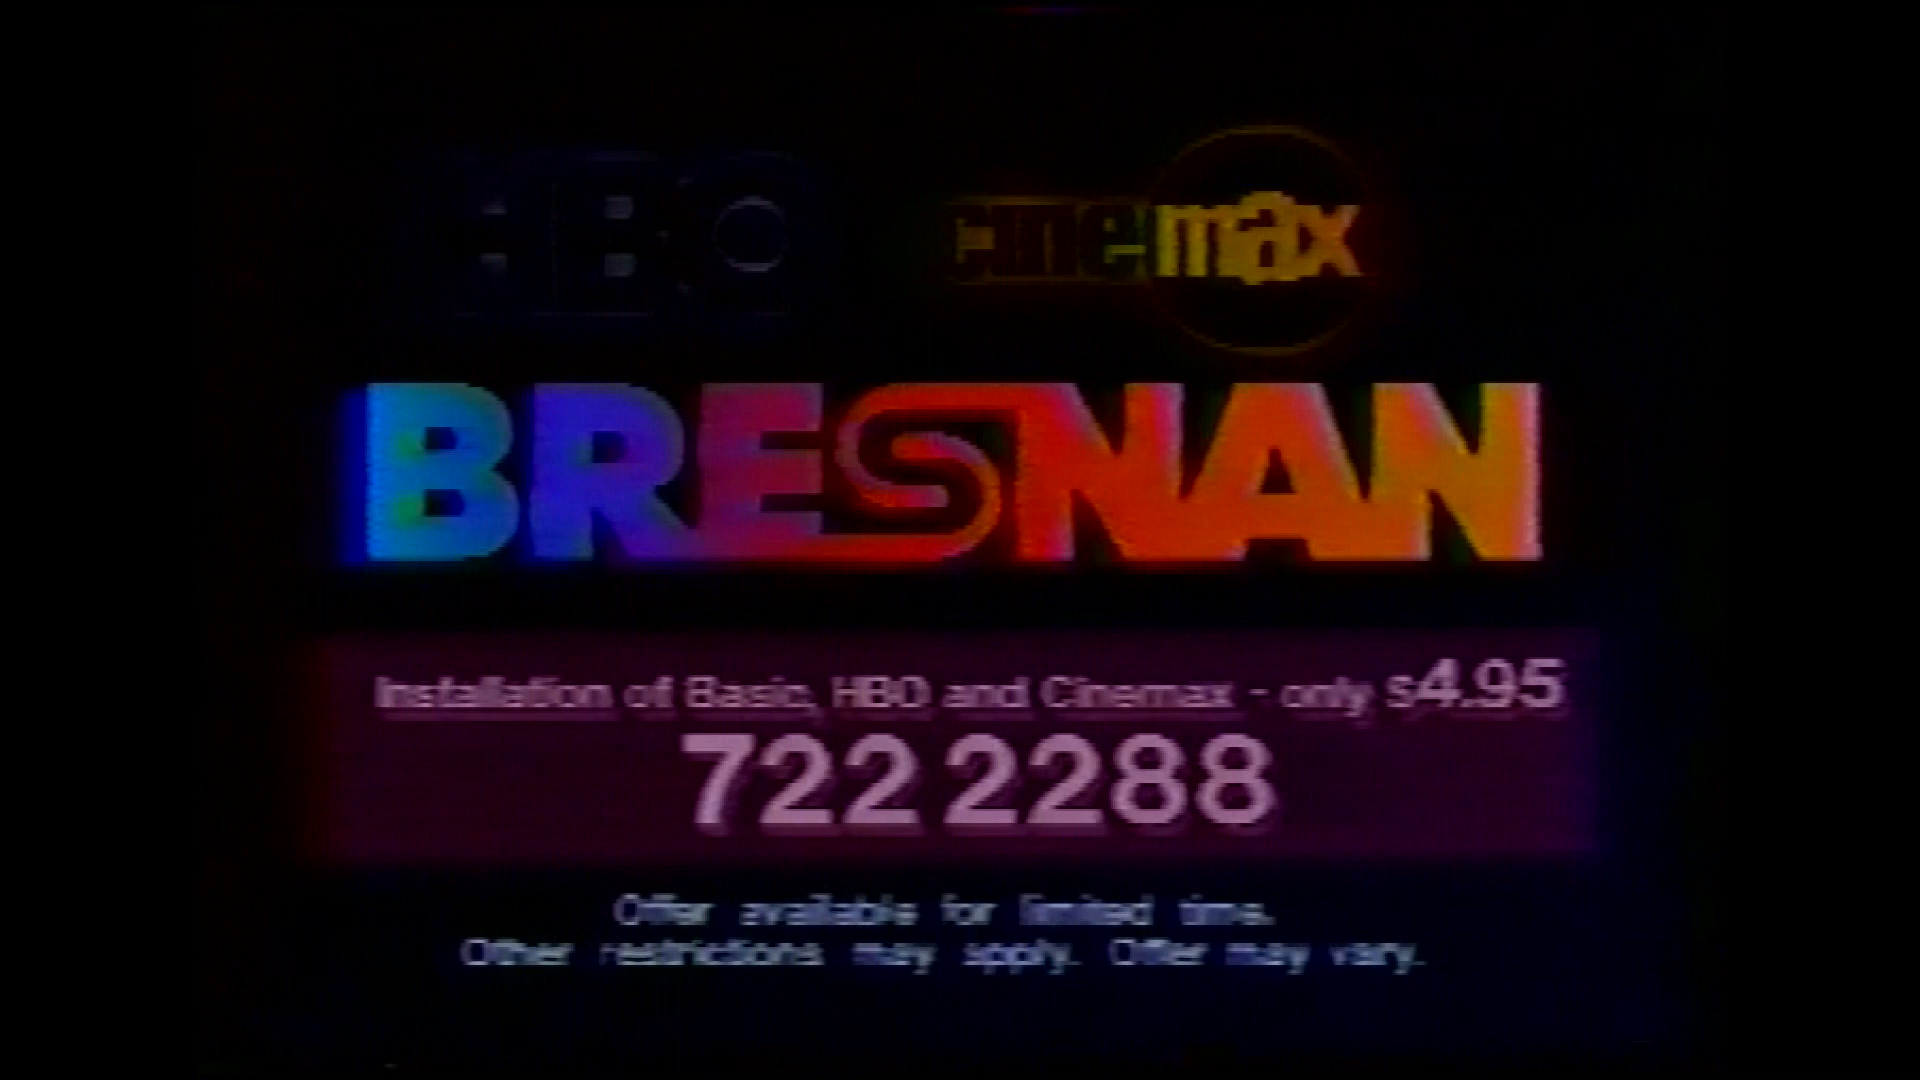 HBO cinemax
BRESNAN
Installation of Basic, HBO and Cinemax - only $4.95
722 2288
Offer available for limited time.
Other restrictions may apply. Offer may vary.